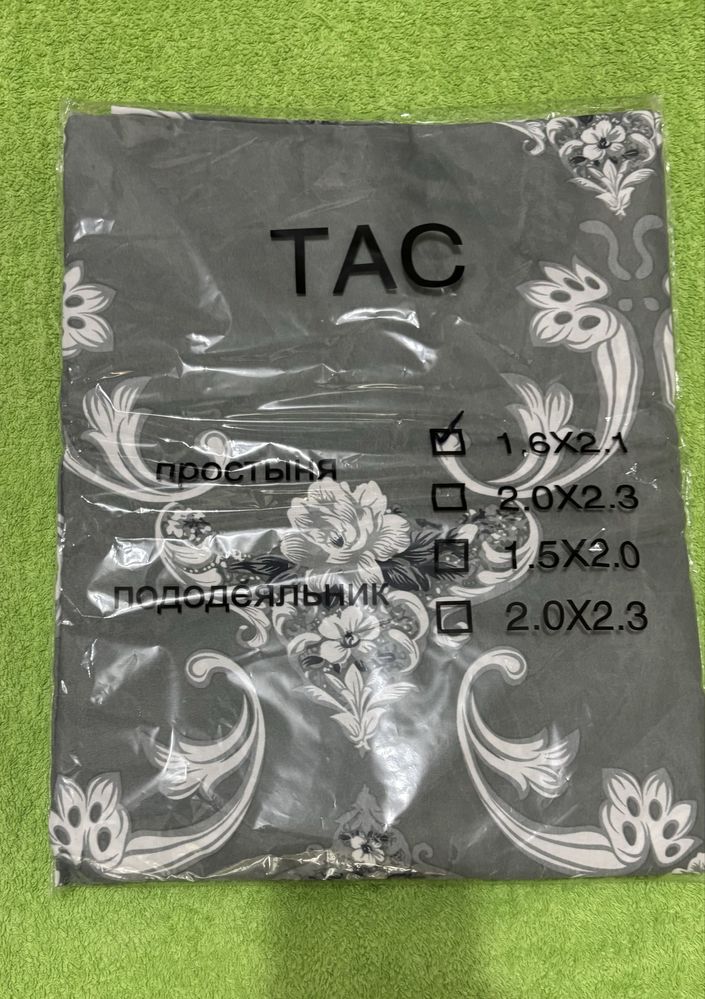 TAC
простыня
1.6X2.1
2.0X2.3
пододеяльник
1.5X2.0
2.0X2.3